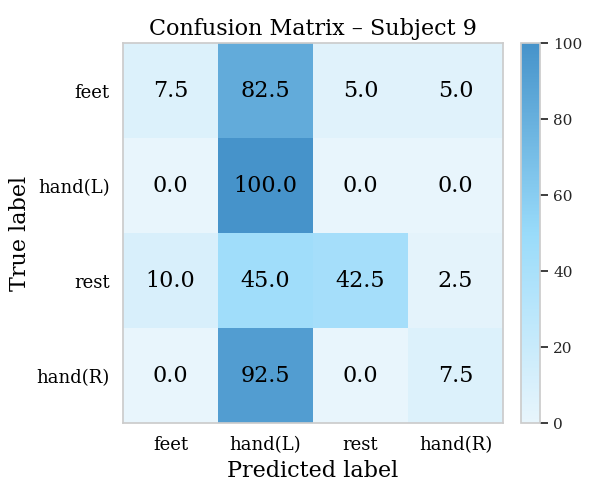 Confusion Matrix – Subject 9
True label
feet 7.5 82.5 5.0 5.0
hand(L) 0.0 100.0 0.0 0.0
rest 10.0 45.0 42.5 2.5
hand(R) 0.0 92.5 0.0 7.5
feet hand(L) rest hand(R)
Predicted label
100
80
60
40
20
0